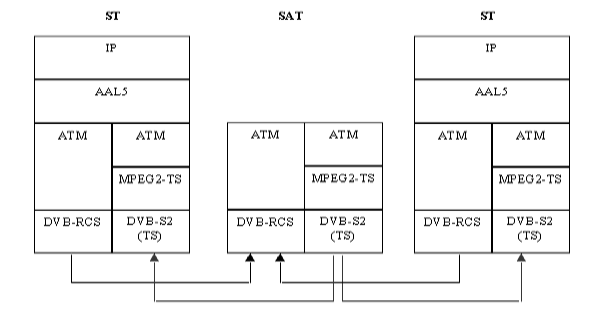 ST SAT ST
IP IP
AAL5 AAL5
ATM ATM ATM ATM ATM ATM
MPEG2-TS MPEG2-TS MPEG2-TS
DVB-RCS DVB-S2 DVB-RCS DVB-S2 DVB-RCS DVB-S2
(TS) (TS) (TS)